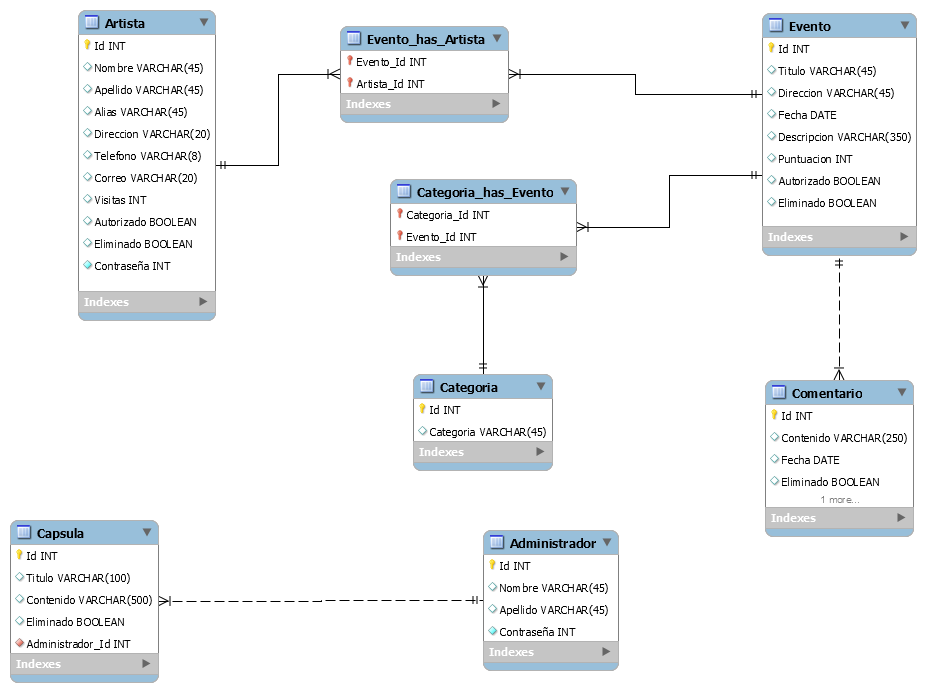 Artista
Id INT
Nombre VARCHAR(45)
Apellido VARCHAR(45)
Alias VARCHAR(45)
Direccion VARCHAR(20)
Telefono VARCHAR(8)
Correo VARCHAR(20)
Visitas INT
Autorizado BOOLEAN
Eliminado BOOLEAN
Contraseña INT
Indexes
Evento_has_Artista
Evento_Id INT
Artista_Id INT
Indexes
Evento
Id INT
Titulo VARCHAR(45)
Direccion VARCHAR(45)
Fecha DATE
Descripcion VARCHAR(350)
Puntuacion INT
Autorizado BOOLEAN
Eliminado BOOLEAN
Indexes
Categoria_has_Evento
Categoria_Id INT
Evento_Id INT
Indexes
Categoria
Id INT
Categoria VARCHAR(45)
Indexes
Comentario
Id INT
Contenido VARCHAR(250)
Fecha DATE
Eliminado BOOLEAN
1 more...
Indexes
Capsula
Id INT
Titulo VARCHAR(100)
Contenido VARCHAR(500)
Eliminado BOOLEAN
Administrador_Id INT
Indexes
Administrador
Id INT
Nombre VARCHAR(45)
Apellido VARCHAR(45)
Contraseña INT
Indexes